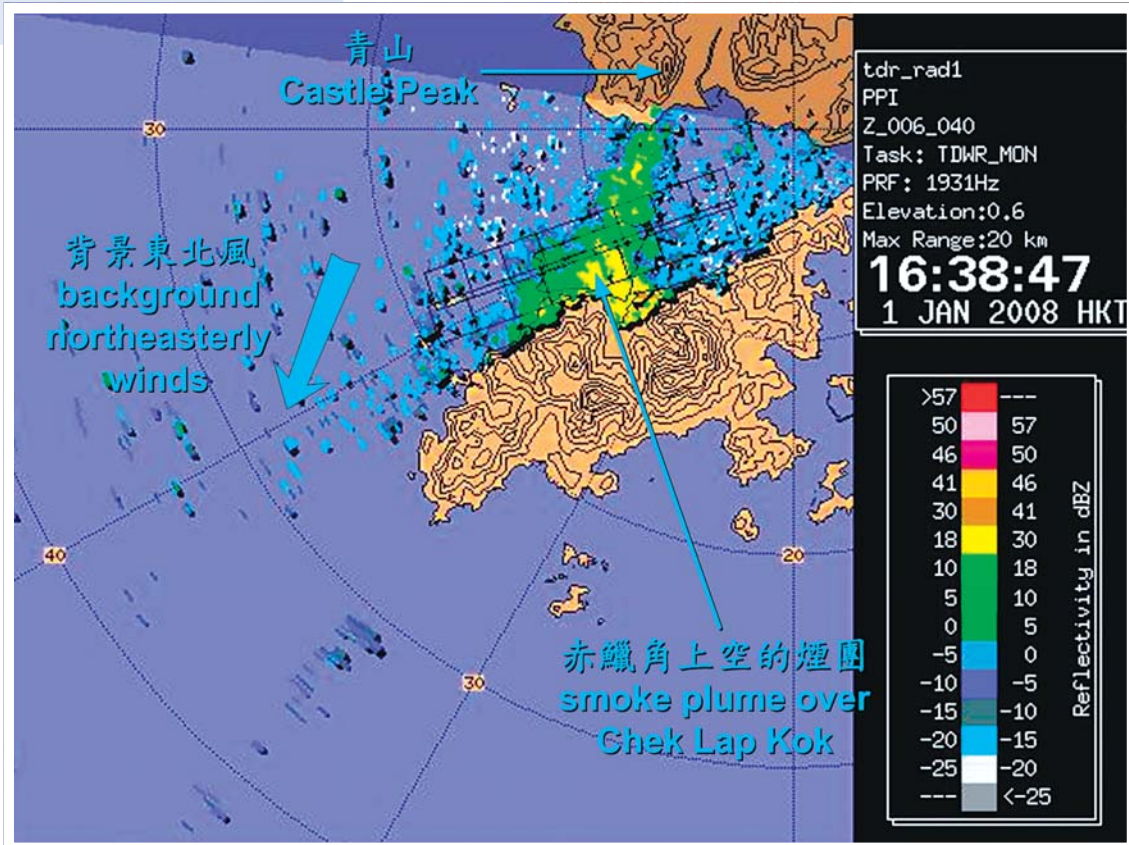 青山
Castle Peak
30
背景東北風
background
northeasterly
winds
40
30
20
赤鱲角上空的煙團
smoke plume over
Chek Lap Kok
tdr_rad1
PPI
Z_006_040
Task: TDWR_MON
PRF: 1931Hz
Elevation:0.6
Max Range:20 km
16:38:47
1 JAN 2008 HKT
>57 ---
50 57
46 50
41 46
30 41
18 30
10 18
5 10
0 5
-5 0
-10 -5
-15 -10
-20 -15
-25 -20
--- <-25
Reflectivity in dBZ